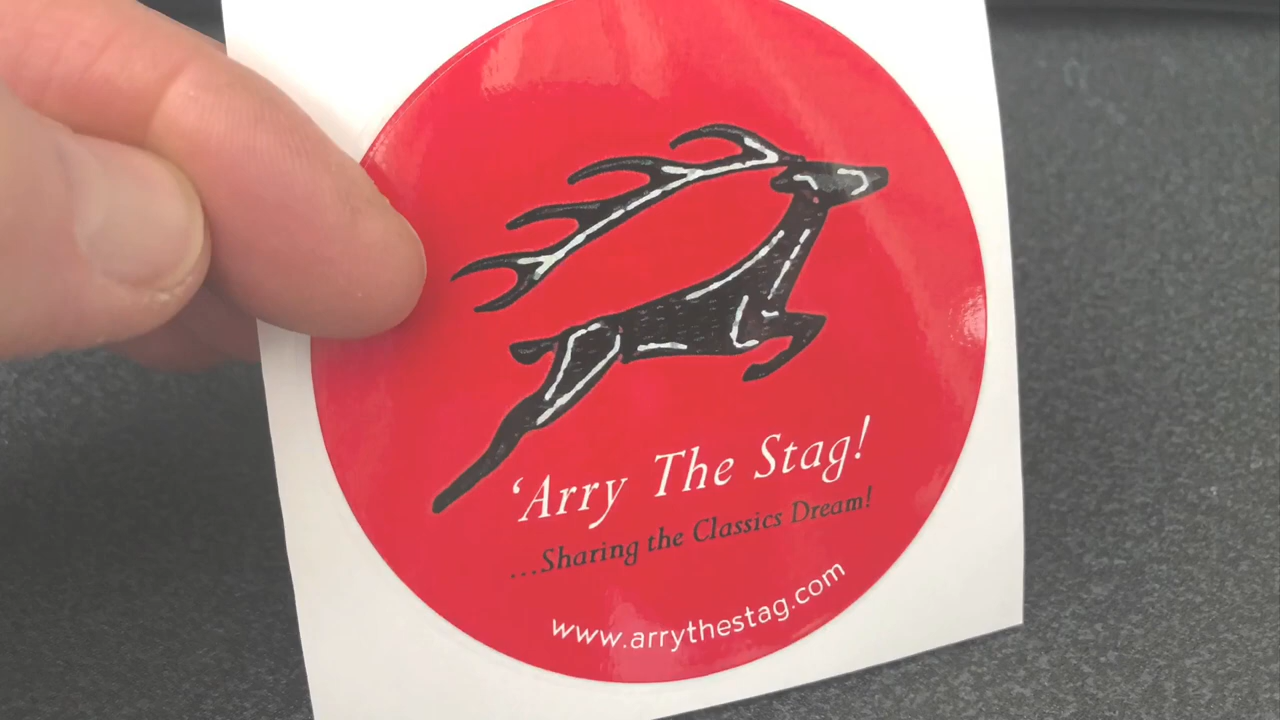 ‘Arry The Stag!
...Sharing the Classics Dream!
www.arrythestag.com